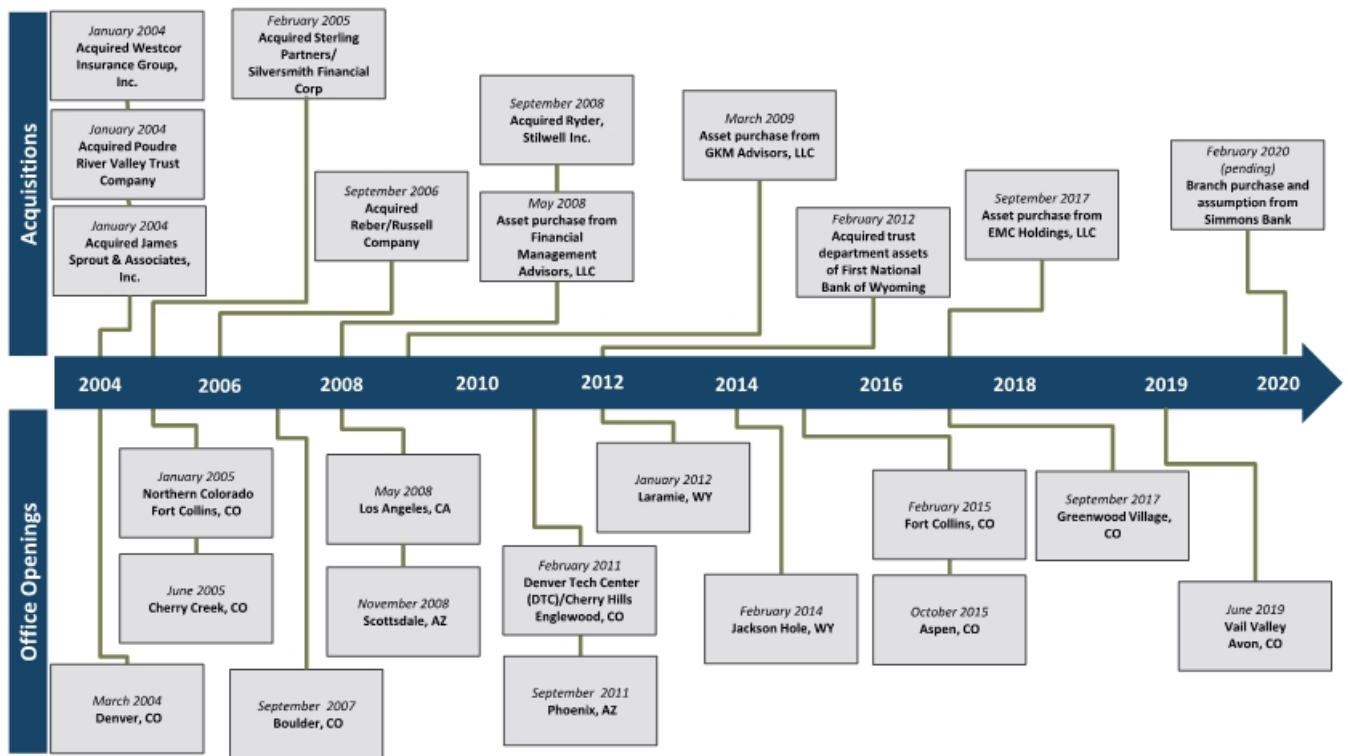 Acquisitions
January 2004
Acquired Westcor
Insurance Group,
Inc.
January 2004
Acquired Poudre
River Valley Trust
Company
January 2004
Acquired James
Sprout & Associates,
Inc.
February 2005
Acquired Sterling
Partners/
Silversmith Financial
Corp
September 2006
Acquired
Reber/Russell
Company
September 2008
Acquired Ryder,
Stilwell Inc.
May 2008
Asset purchase from
Financial
Management
Advisors, LLC
March 2009
Asset purchase from
GKM Advisors, LLC
February 2012
Acquired trust
department assets
of First National
Bank of Wyoming
September 2017
Asset purchase from
EMC Holdings, LLC
February 2020
(pending)
Branch purchase and
assumption from
Simmons Bank
2004 2006 2008 2010 2012 2014 2016 2018 2019 2020
Office Openings
March 2004
Denver, CO
January 2005
Northern Colorado
Fort Collins, CO
June 2005
Cherry Creek, CO
September 2007
Boulder, CO
May 2008
Los Angeles, CA
November 2008
Scottsdale, AZ
February 2011
Denver Tech Center
(DTC)/Cherry Hills
Englewood, CO
September 2011
Phoenix, AZ
January 2012
Laramie, WY
February 2014
Jackson Hole, WY
February 2015
Fort Collins, CO
October 2015
Aspen, CO
September 2017
Greenwood Village,
CO
June 2019
Vail Valley
Avon, CO